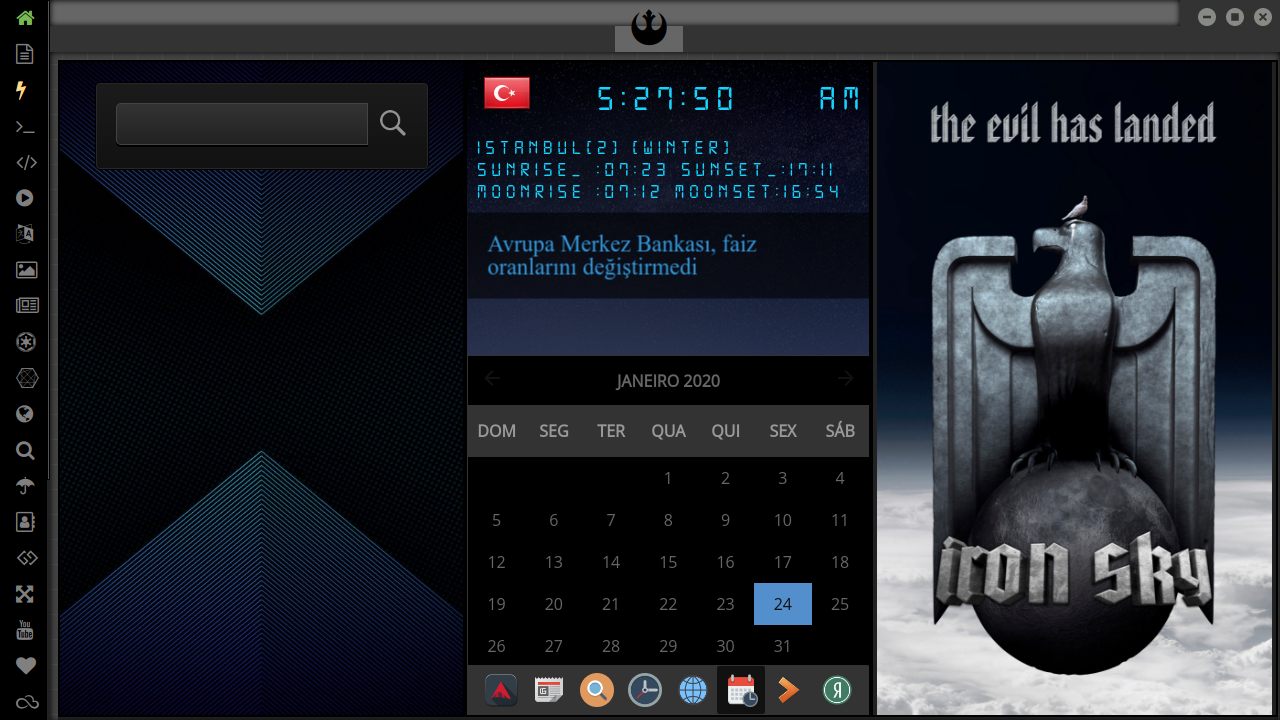 5:27:50 AM
ISTANBUL(2) (WINTER)
SUNRISE_ :07:23 SUNSET_:17:11
MOONRISE :07:12 MOONSET:16:54
Avrupa Merkez Bankası, faiz
oranlarını değiştirmedi
JANEIRO 2020
DOM SEG TER QUA QUI SEX SÁB
1 2 3 4
5 6 7 8 9 10 11
12 13 14 15 16 17 18
19 20 21 22 23 24 25
26 27 28 29 30 31
the evil has landed
iron sky
You
Tube
Я